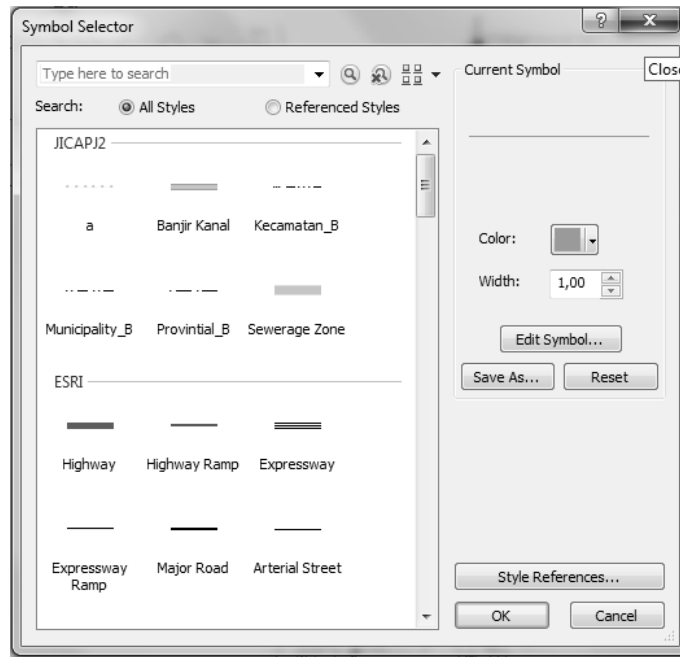 Symbol Selector
Type here to search
Search: All Styles Referenced Styles
JICAPJ2
a Banjir Kanal Kecamatan_B
Municipality_B Provintial_B Sewerage Zone
ESRI
Highway Highway Ramp Expressway
Expressway Ramp Major Road Arterial Street
Current Symbol
Close
Color:
Width: 1,00
Edit Symbol...
Save As... Reset
Style References...
OK Cancel